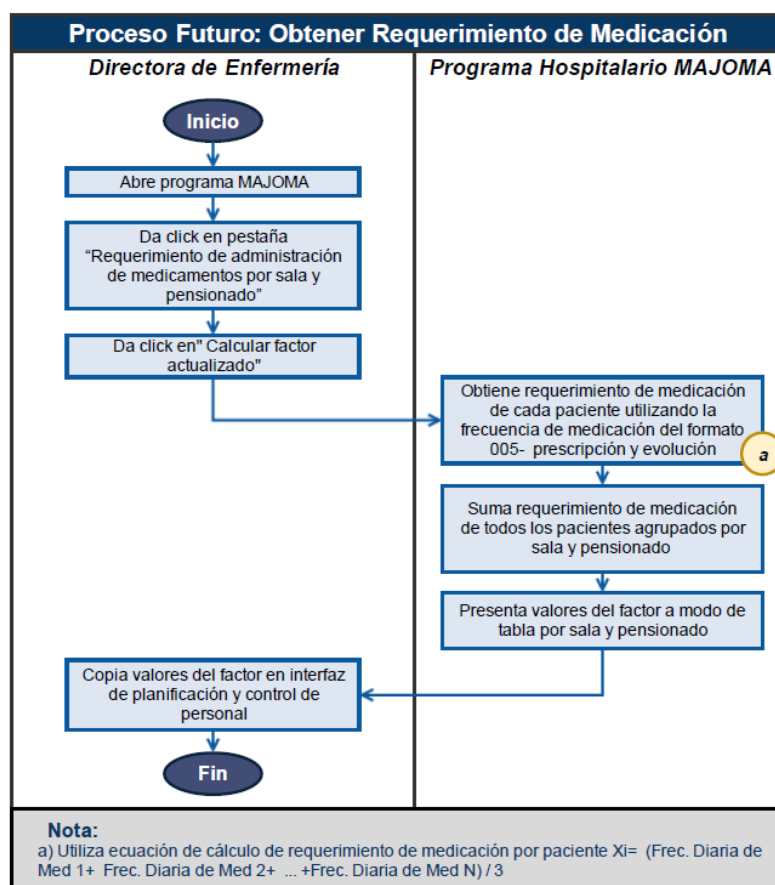 Proceso Futuro: Obtener Requerimiento de Medicación
Directora de Enfermería
Programa Hospitalario MAJOMA
Inicio
Abre programa MAJOMA
Da click en pestaña
“Requerimiento de administración
de medicamentos por sala y
pensionado”
Da click en" Calcular factor
actualizado"
Obtiene requerimiento de medicación
de cada paciente utilizando la
frecuencia de medicación del formato
005- prescripción y evolución
a
Suma requerimiento de medicación
de todos los pacientes agrupados por
sala y pensionado
Presenta valores del factor a modo de
tabla por sala y pensionado
Copia valores del factor en interfaz
de planificación y control de
personal
Fin
Nota:
a) Utiliza ecuación de cálculo de requerimiento de medicación por paciente Xi= (Frec. Diaria de
Med 1+ Frec. Diaria de Med 2+ ... +Frec. Diaria de Med N) / 3